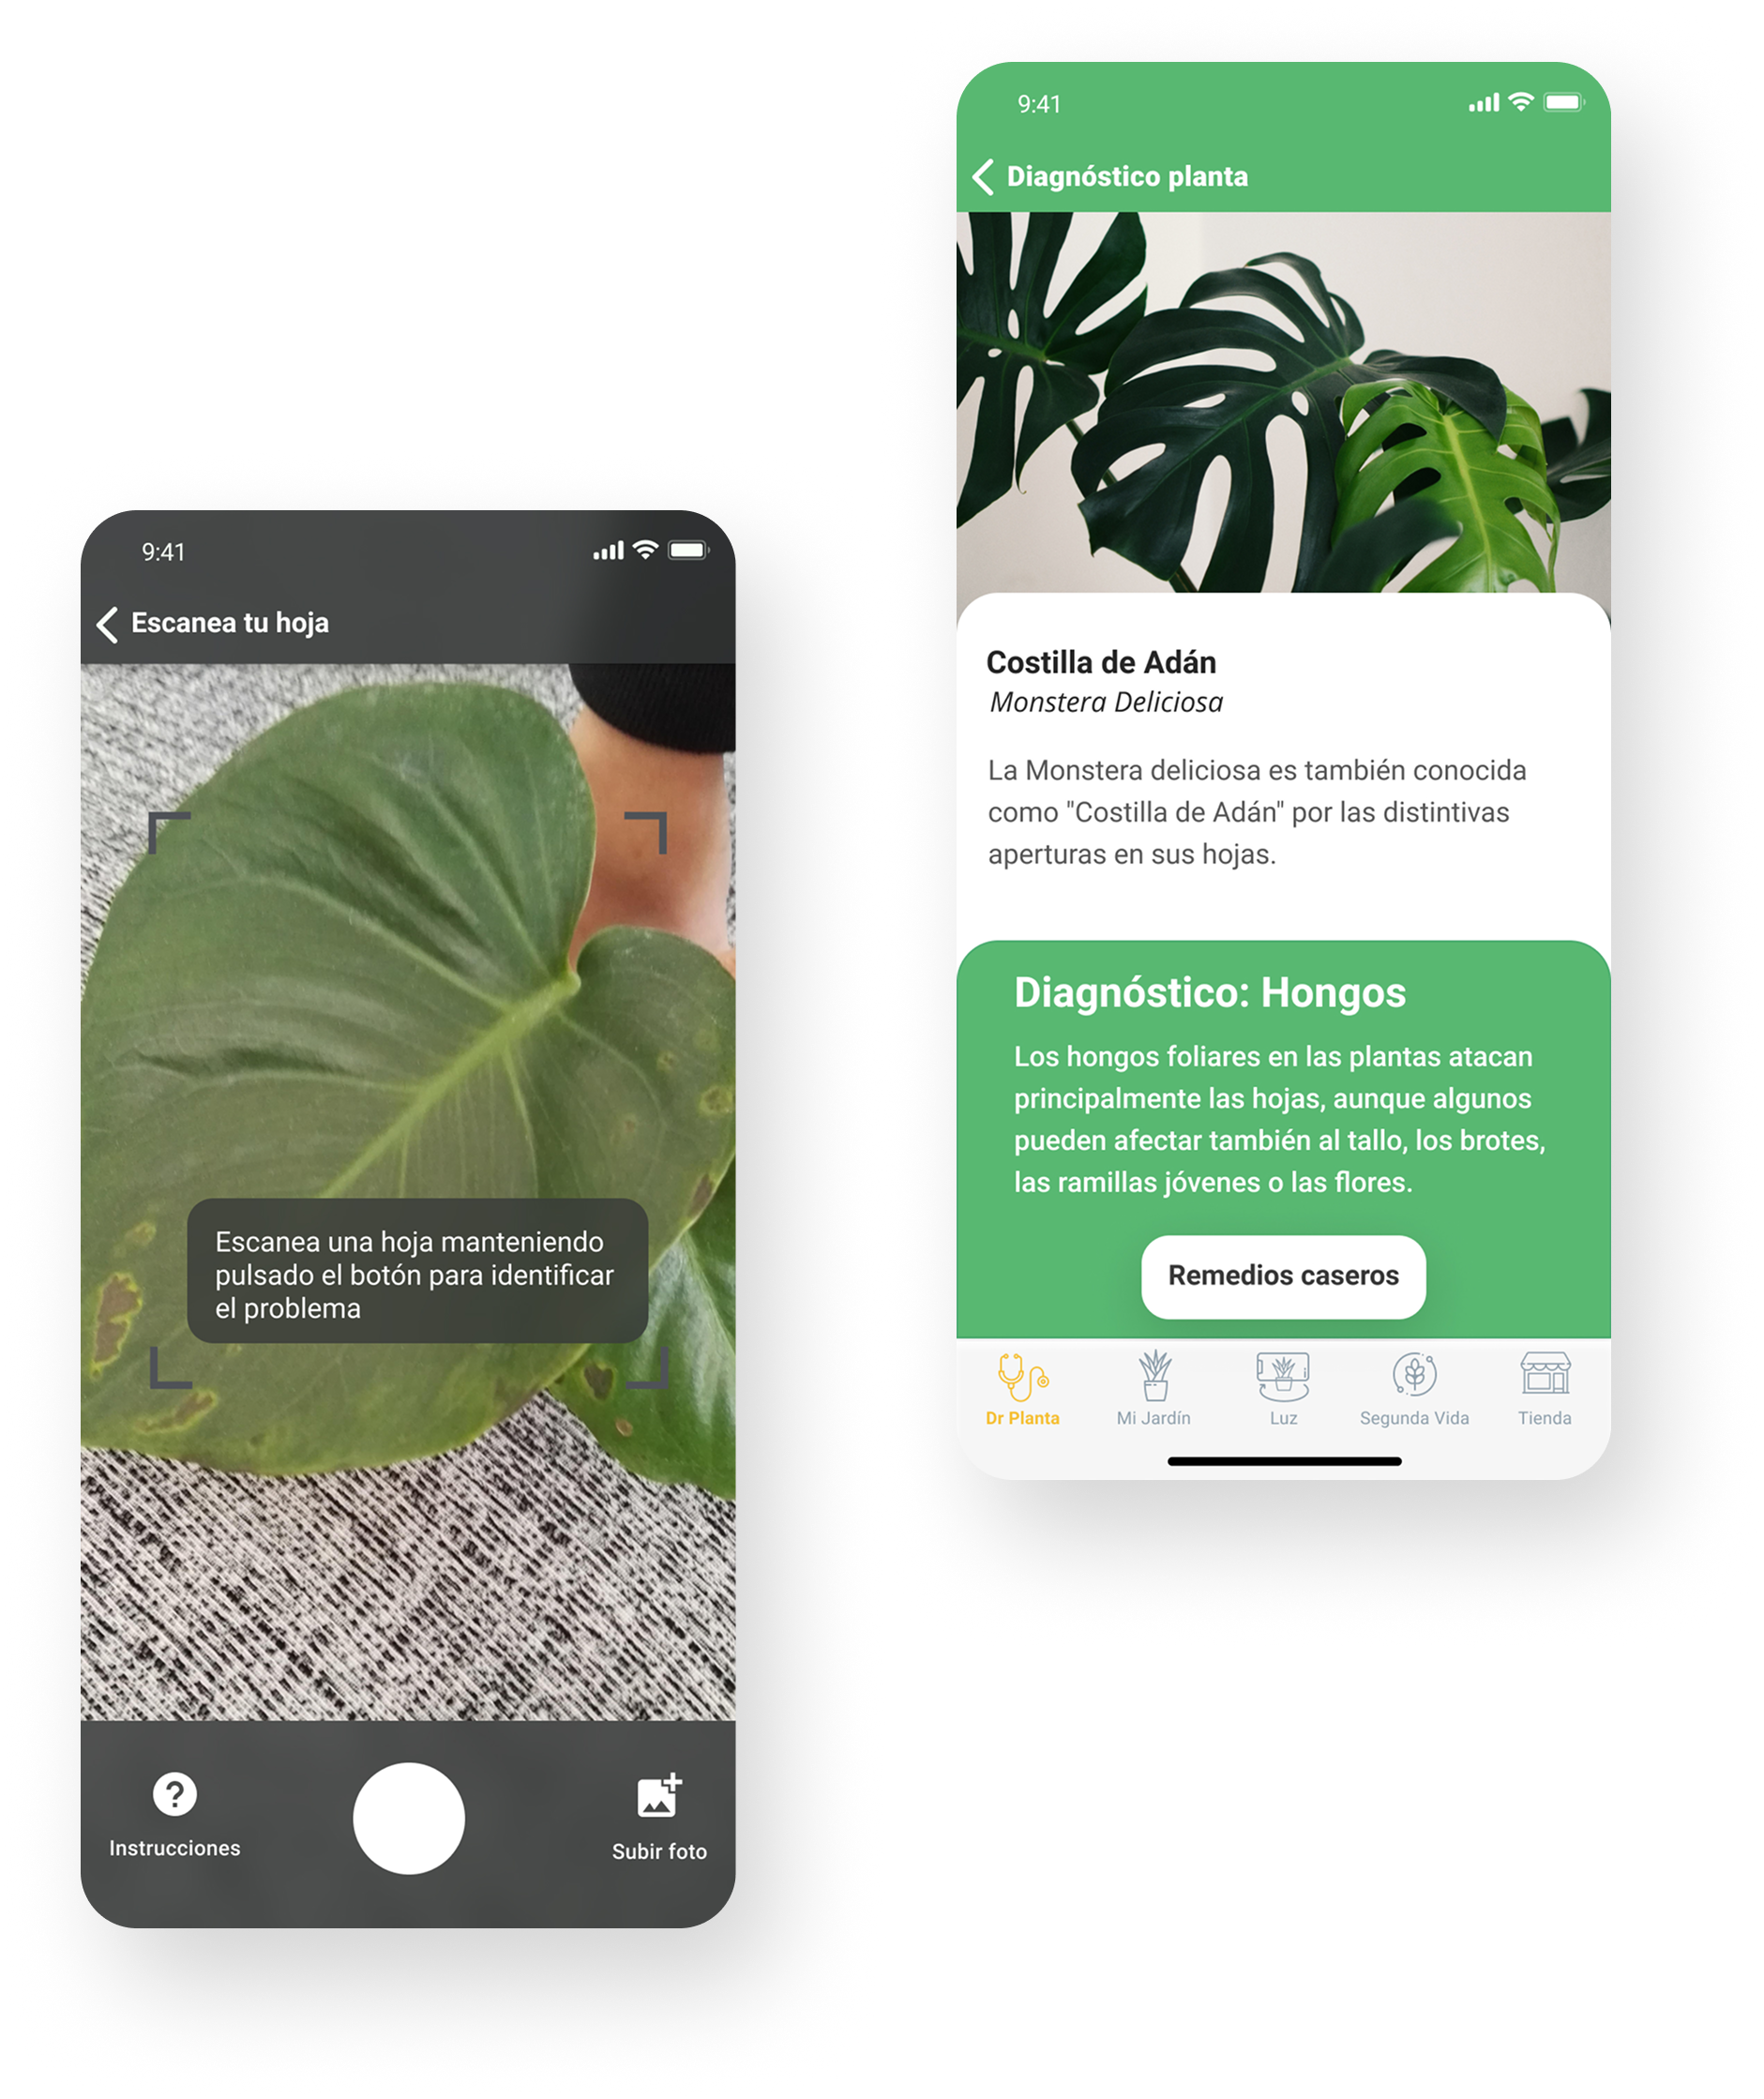 9:41
Escanea tu hoja
Escanea una hoja manteniendo
pulsado el botón para identificar
el problema
?
Instrucciones
Subir foto
9:41
Diagnóstico planta
Costilla de Adán
Monstera Deliciosa
La Monstera deliciosa es también conocida
como "Costilla de Adán" por las distintivas
aperturas en sus hojas.
Diagnóstico: Hongos
Los hongos foliares en las plantas atacan
principalmente las hojas, aunque algunos
pueden afectar también al tallo, los brotes,
las ramillas jóvenes o las flores.
Remedios caseros
Dr Planta
Mi Jardín
Luz
Segunda Vida
Tienda